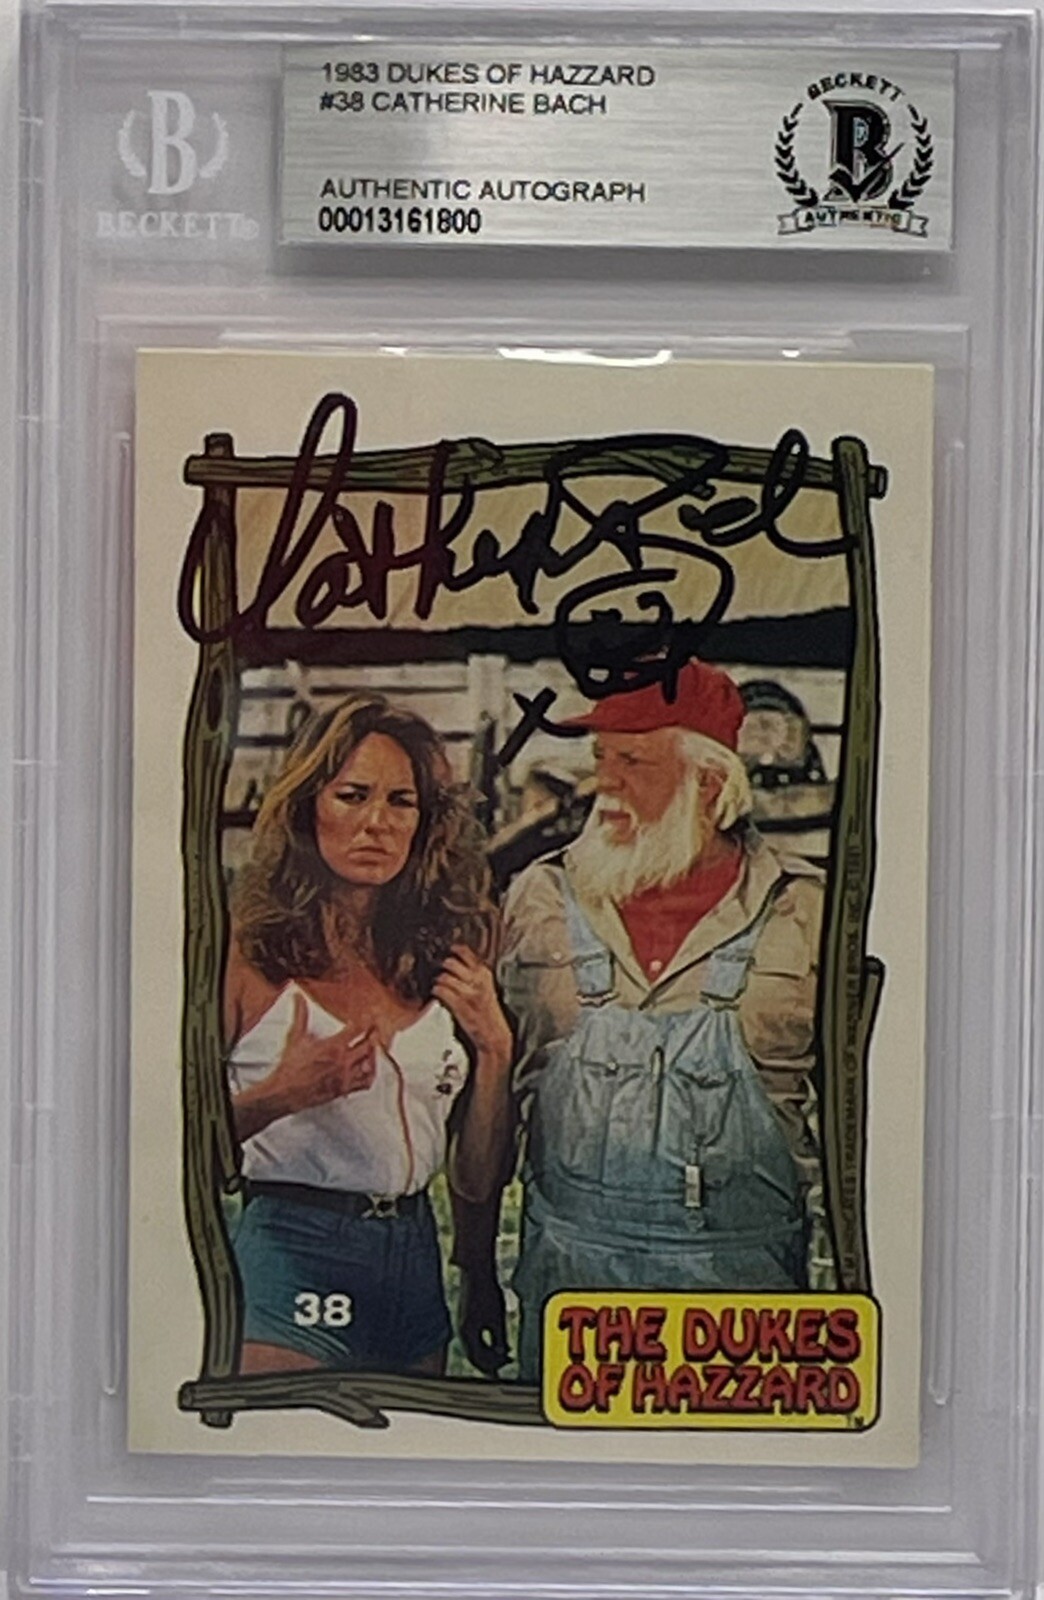 1983 DUKES OF HAZZARD
#38 CATHERINE BACH
AUTHENTIC AUTOGRAPH
00013161800
B
BECKETT®
BECKETT
B
AUTHENTIC
Catherine Bach
x
38
THE DUKES
OF HAZZARD
™